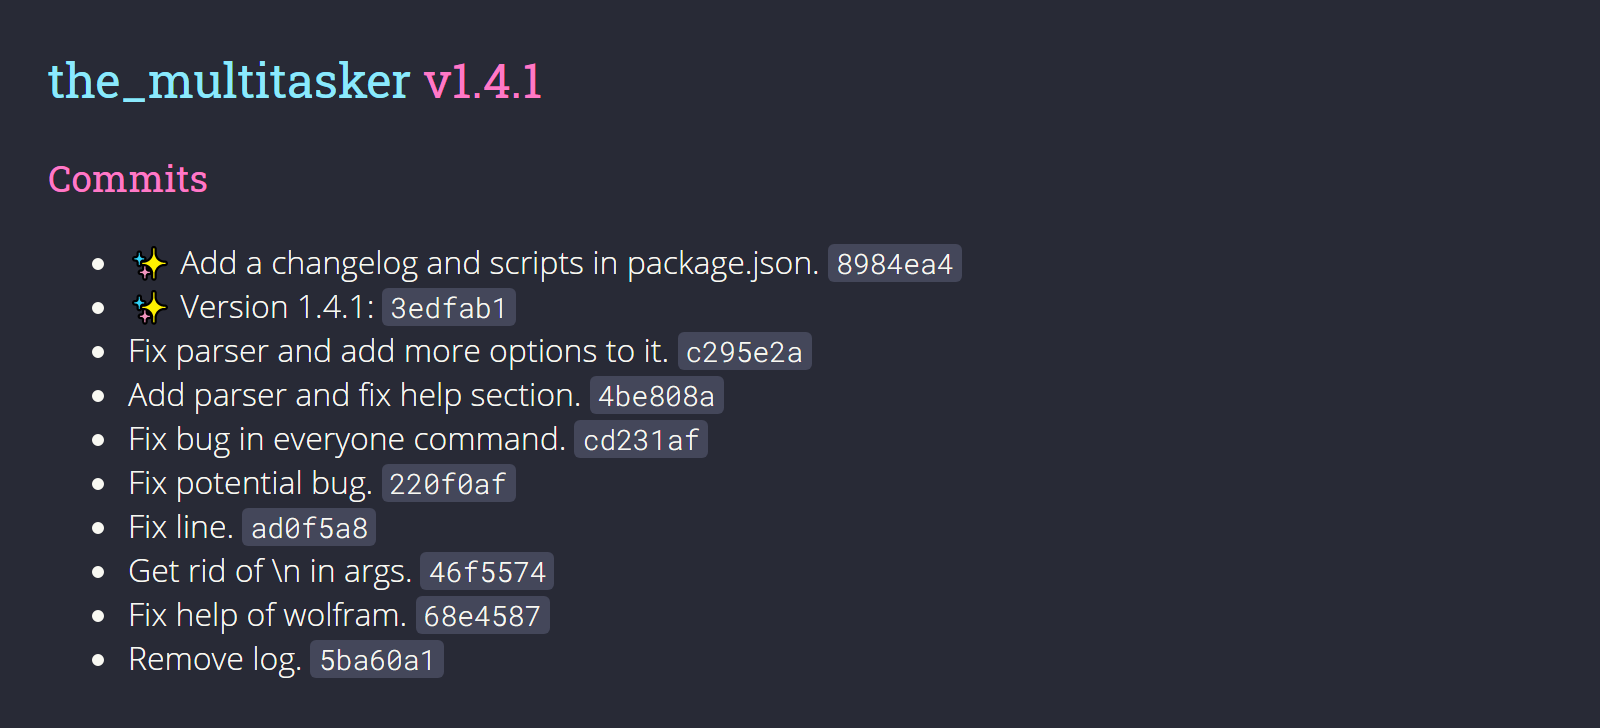 the_multitasker v1.4.1
Commits
• ✨ Add a changelog and scripts in package.json. 8984ea4
• ✨ Version 1.4.1: 3edfab1
• Fix parser and add more options to it. c295e2a
• Add parser and fix help section. 4be808a
• Fix bug in everyone command. cd231af
• Fix potential bug. 220f0af
• Fix line. ad0f5a8
• Get rid of \n in args. 46f5574
• Fix help of wolfram. 68e4587
• Remove log. 5ba60a1